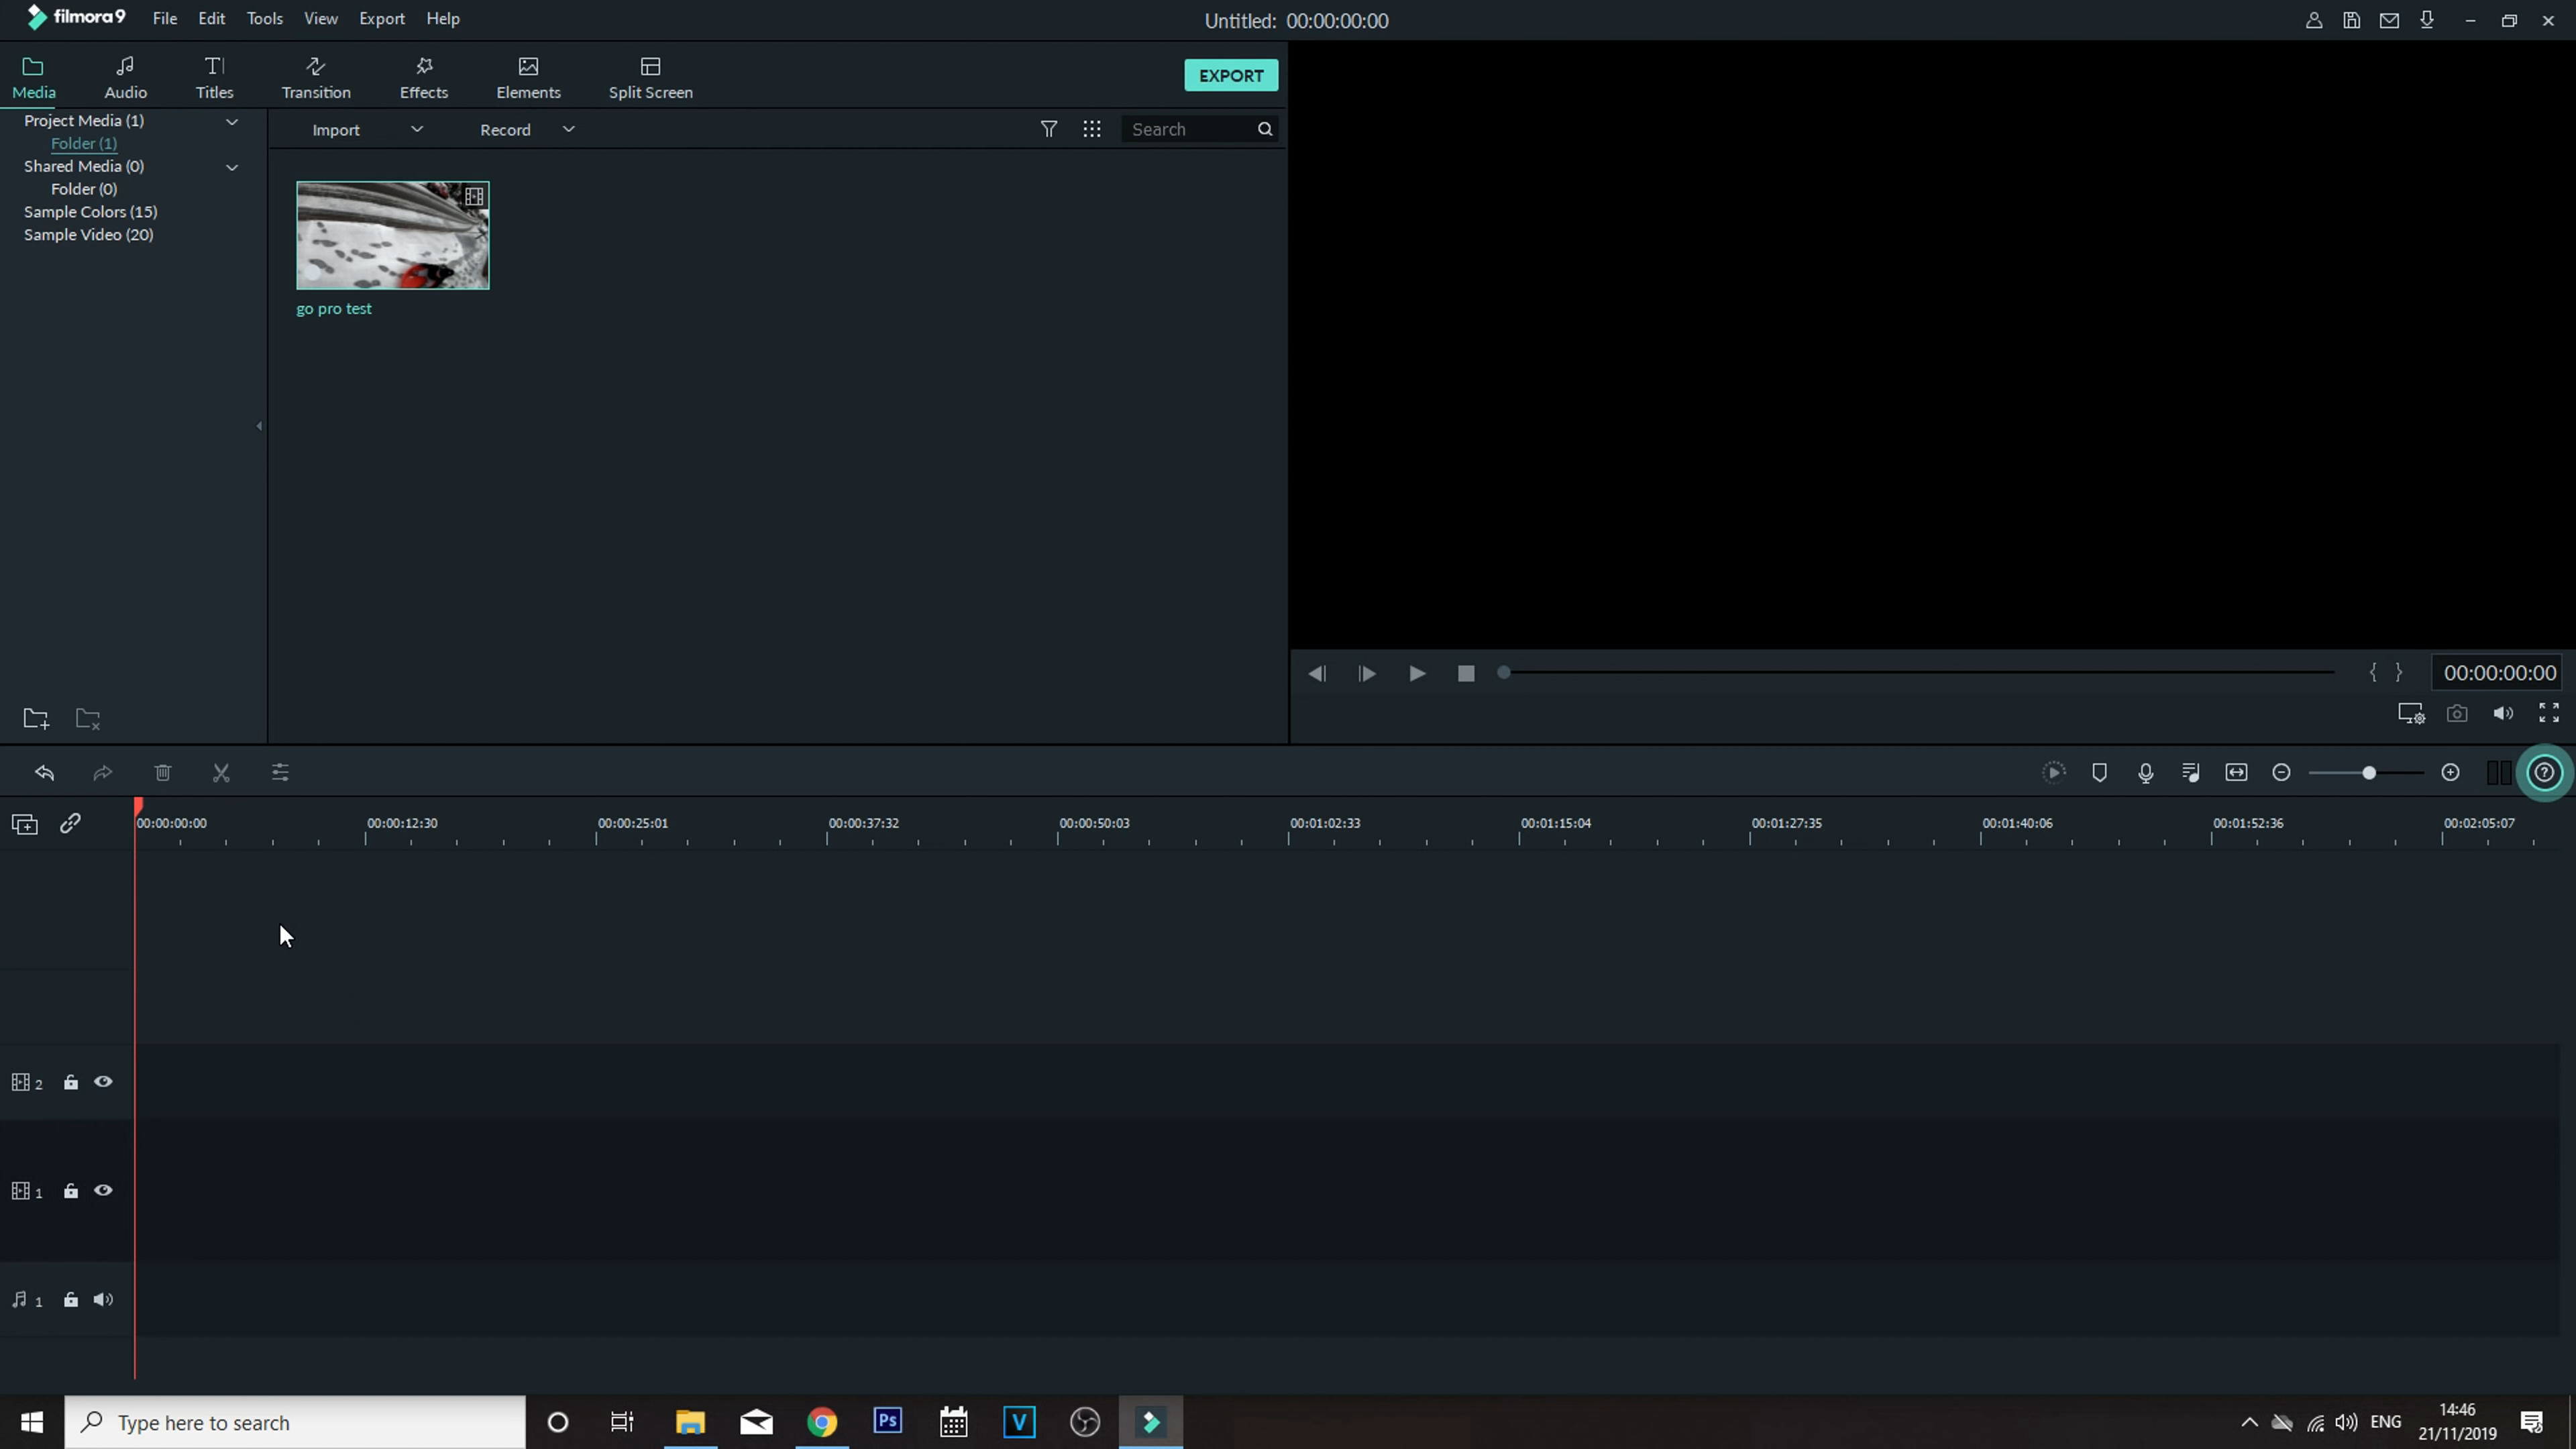 filmora9 File Edit Tools View Export Help Untitled: 00:00:00:00
Media Audio Titles Transition Effects Elements Split Screen EXPORT
Project Media (1)
Folder (1)
Shared Media (0)
Folder (0)
Sample Colors (15)
Sample Video (20)
Import Record Search
go pro test
{ } 00:00:00:00
00:00:00:00 00:00:12:30 00:00:25:01 00:00:37:32 00:00:50:03 00:01:02:33 00:01:15:04 00:01:27:35 00:01:40:06 00:01:52:36 00:02:05:07
2
1
1
Type here to search Ps V ENG 14:46
21/11/2019